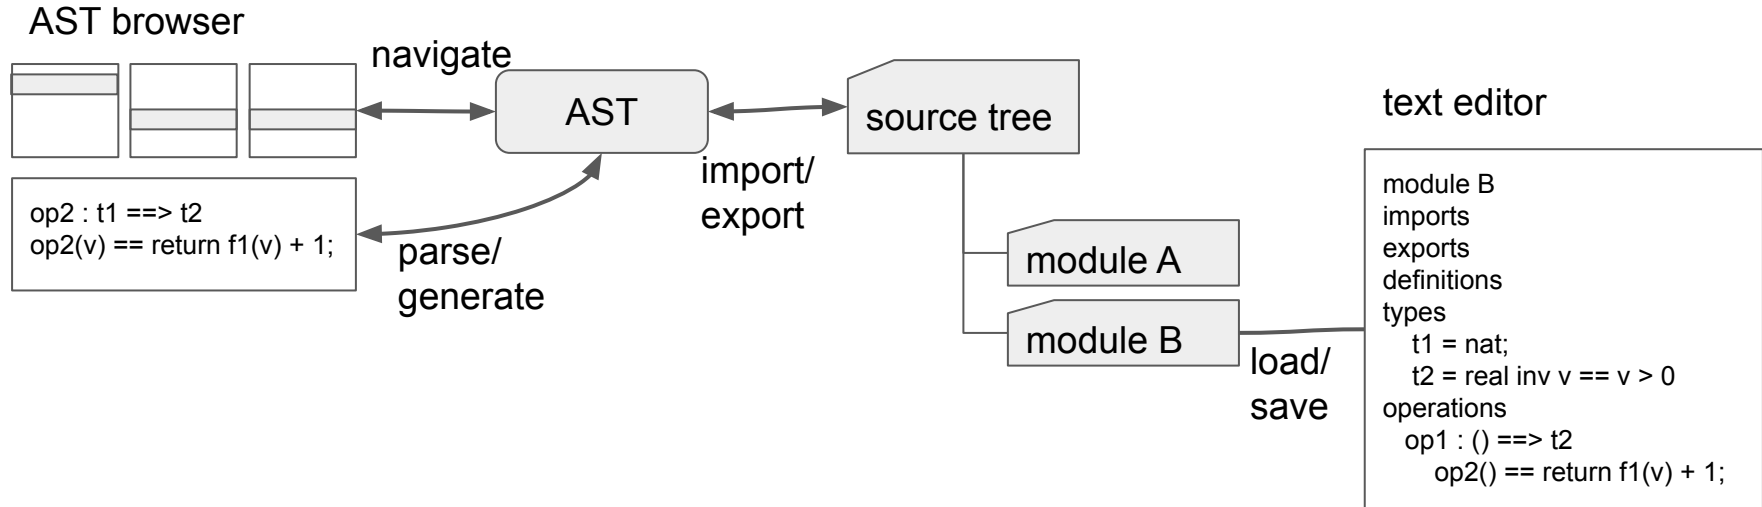 AST browser
navigate
AST
source tree
text editor
import/
export
op2 : t1 ==> t2
op2(v) == return f1(v) + 1;
parse/
generate
module A
module B
load/
save
module B
imports
exports
definitions
types
t1 = nat;
t2 = real inv v == v > 0
operations
op1 : () ==> t2
op2() == return f1(v) + 1;